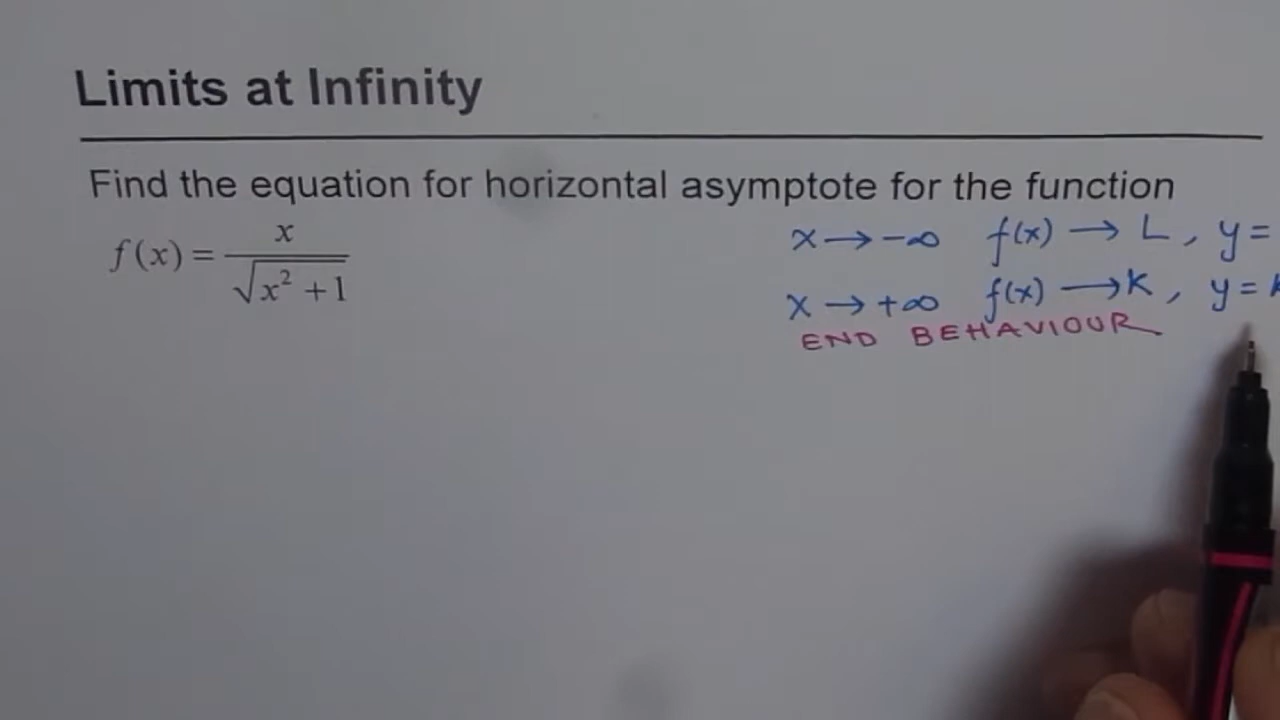 Limits at Infinity
Find the equation for horizontal asymptote for the function
f(x) = x / √(x² + 1)
x → -∞ f(x) → L, y =
x → +∞ f(x) → K, y =
END BEHAVIOUR